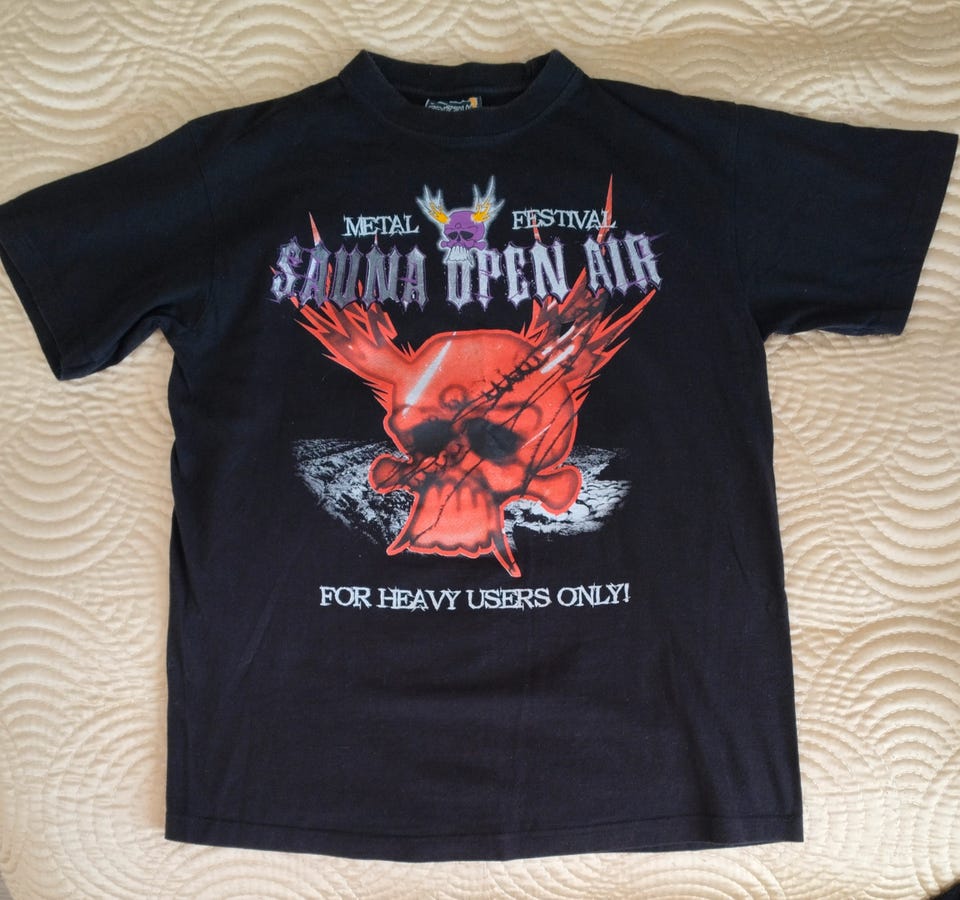 METAL FESTIVAL
SAUNA OPEN AIR
FOR HEAVY USERS ONLY!